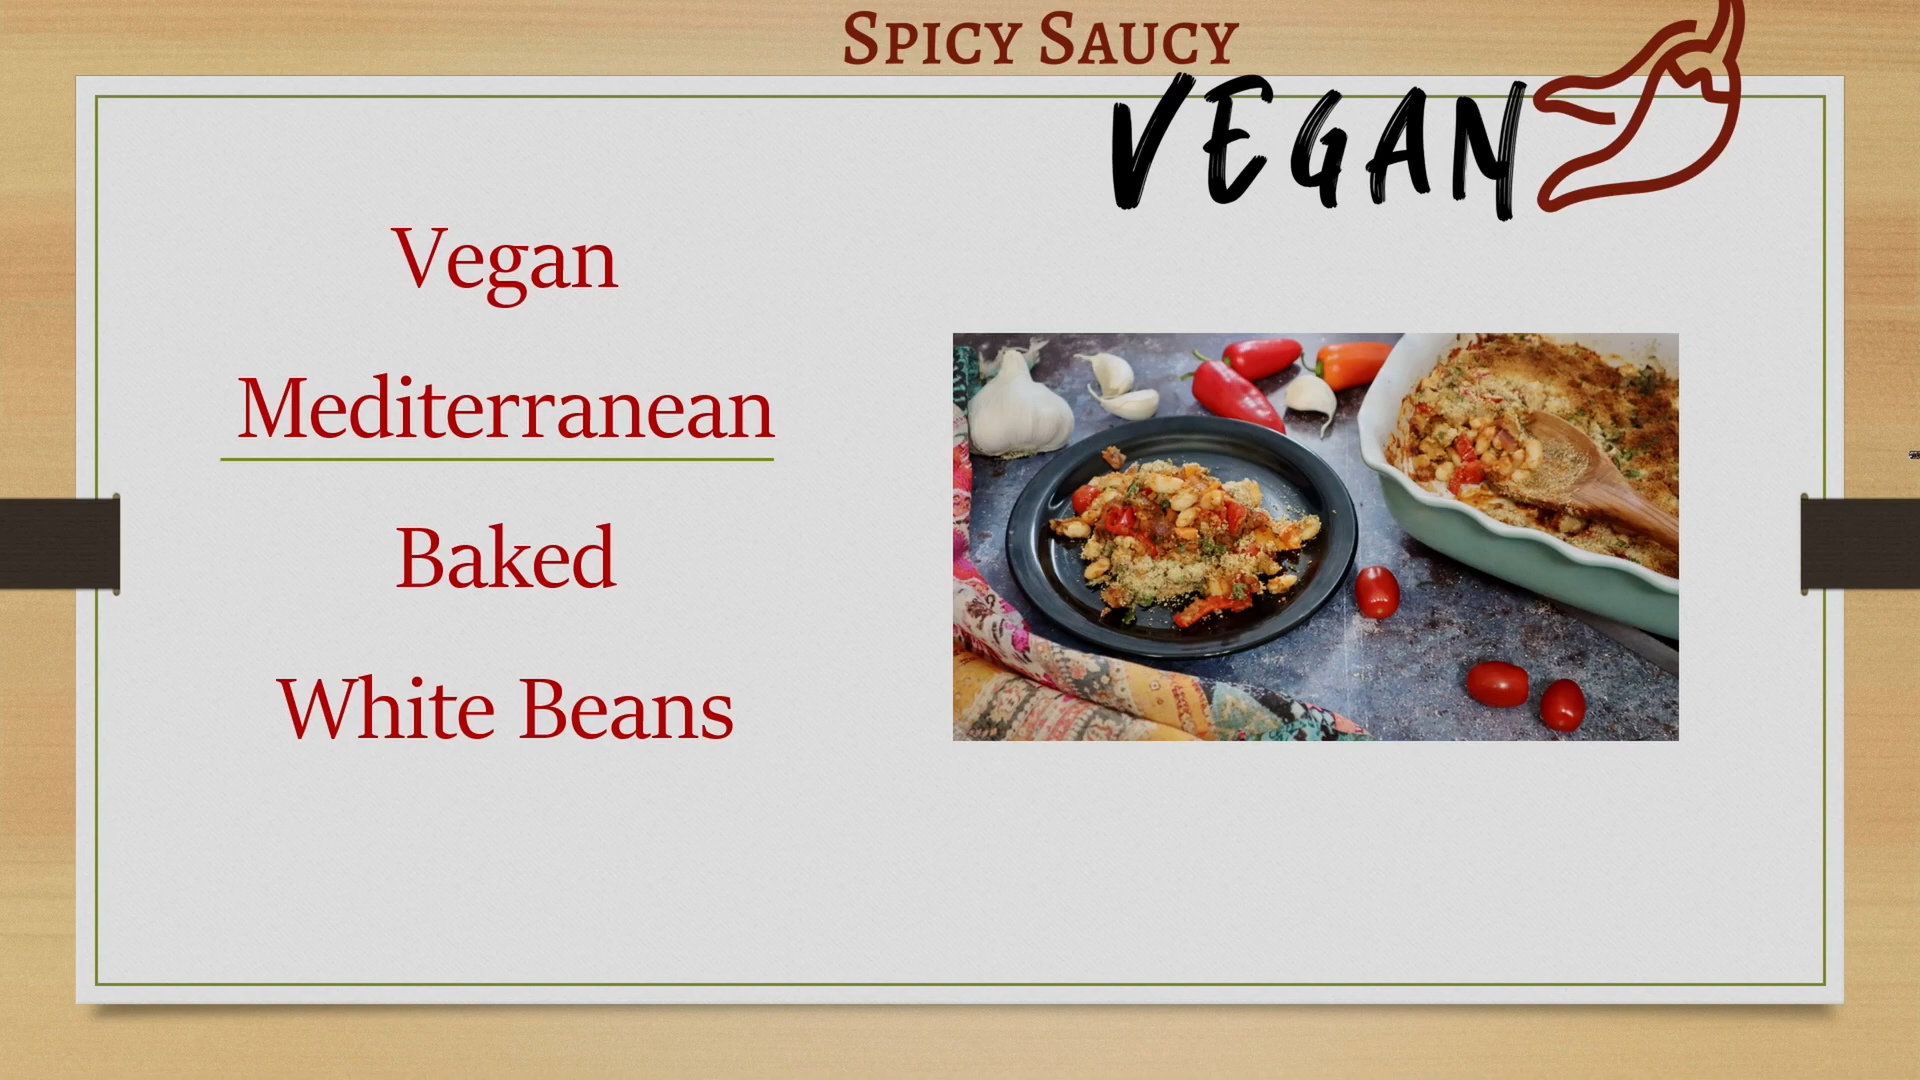 Spicy Saucy
VEGAN
Vegan
Mediterranean
Baked
White Beans